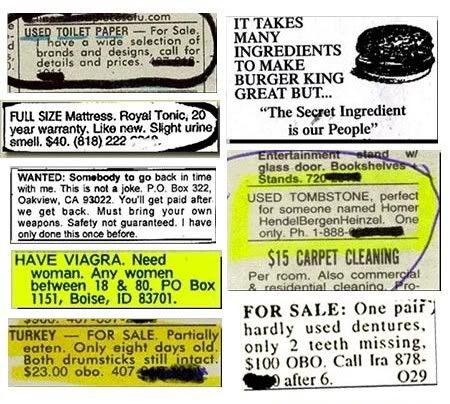 placesofu.com
USED TOILET PAPER — For Sale.
I have a wide selection of
brands and designs, call for
details and prices.
FULL SIZE Mattress. Royal Tonic, 20
year warranty. Like new. Slight urine
smell. $40. (818) 222
WANTED: Somebody to go back in time
with me. This is not a joke. P.O. Box 322,
Oakview, CA 93022. You'll get paid after
we get back. Must bring your own
weapons. Safety not guaranteed. I have
only done this once before.
HAVE VIAGRA. Need
woman. Any women
between 18 & 80. PO Box
1151, Boise, ID 83701.
TURKEY — FOR SALE. Partially
eaten. Only eight days old.
Both drumsticks still intact.
$23.00 obo. 407
IT TAKES
MANY
INGREDIENTS
TO MAKE
BURGER KING
GREAT BUT...
"The Secret Ingredient
is our People"
Entertainment stand w/
glass door. Bookshelves
Stands. 720
USED TOMBSTONE, perfect
for someone named Homer
HendelBergenHeinzel. One
only. Ph. 1-888-
$15 CARPET CLEANING
Per room. Also commercial
& residential cleaning. Pro-
FOR SALE: One pair
hardly used dentures,
only 2 teeth missing,
$100 OBO. Call Ira 878-
after 6. O29